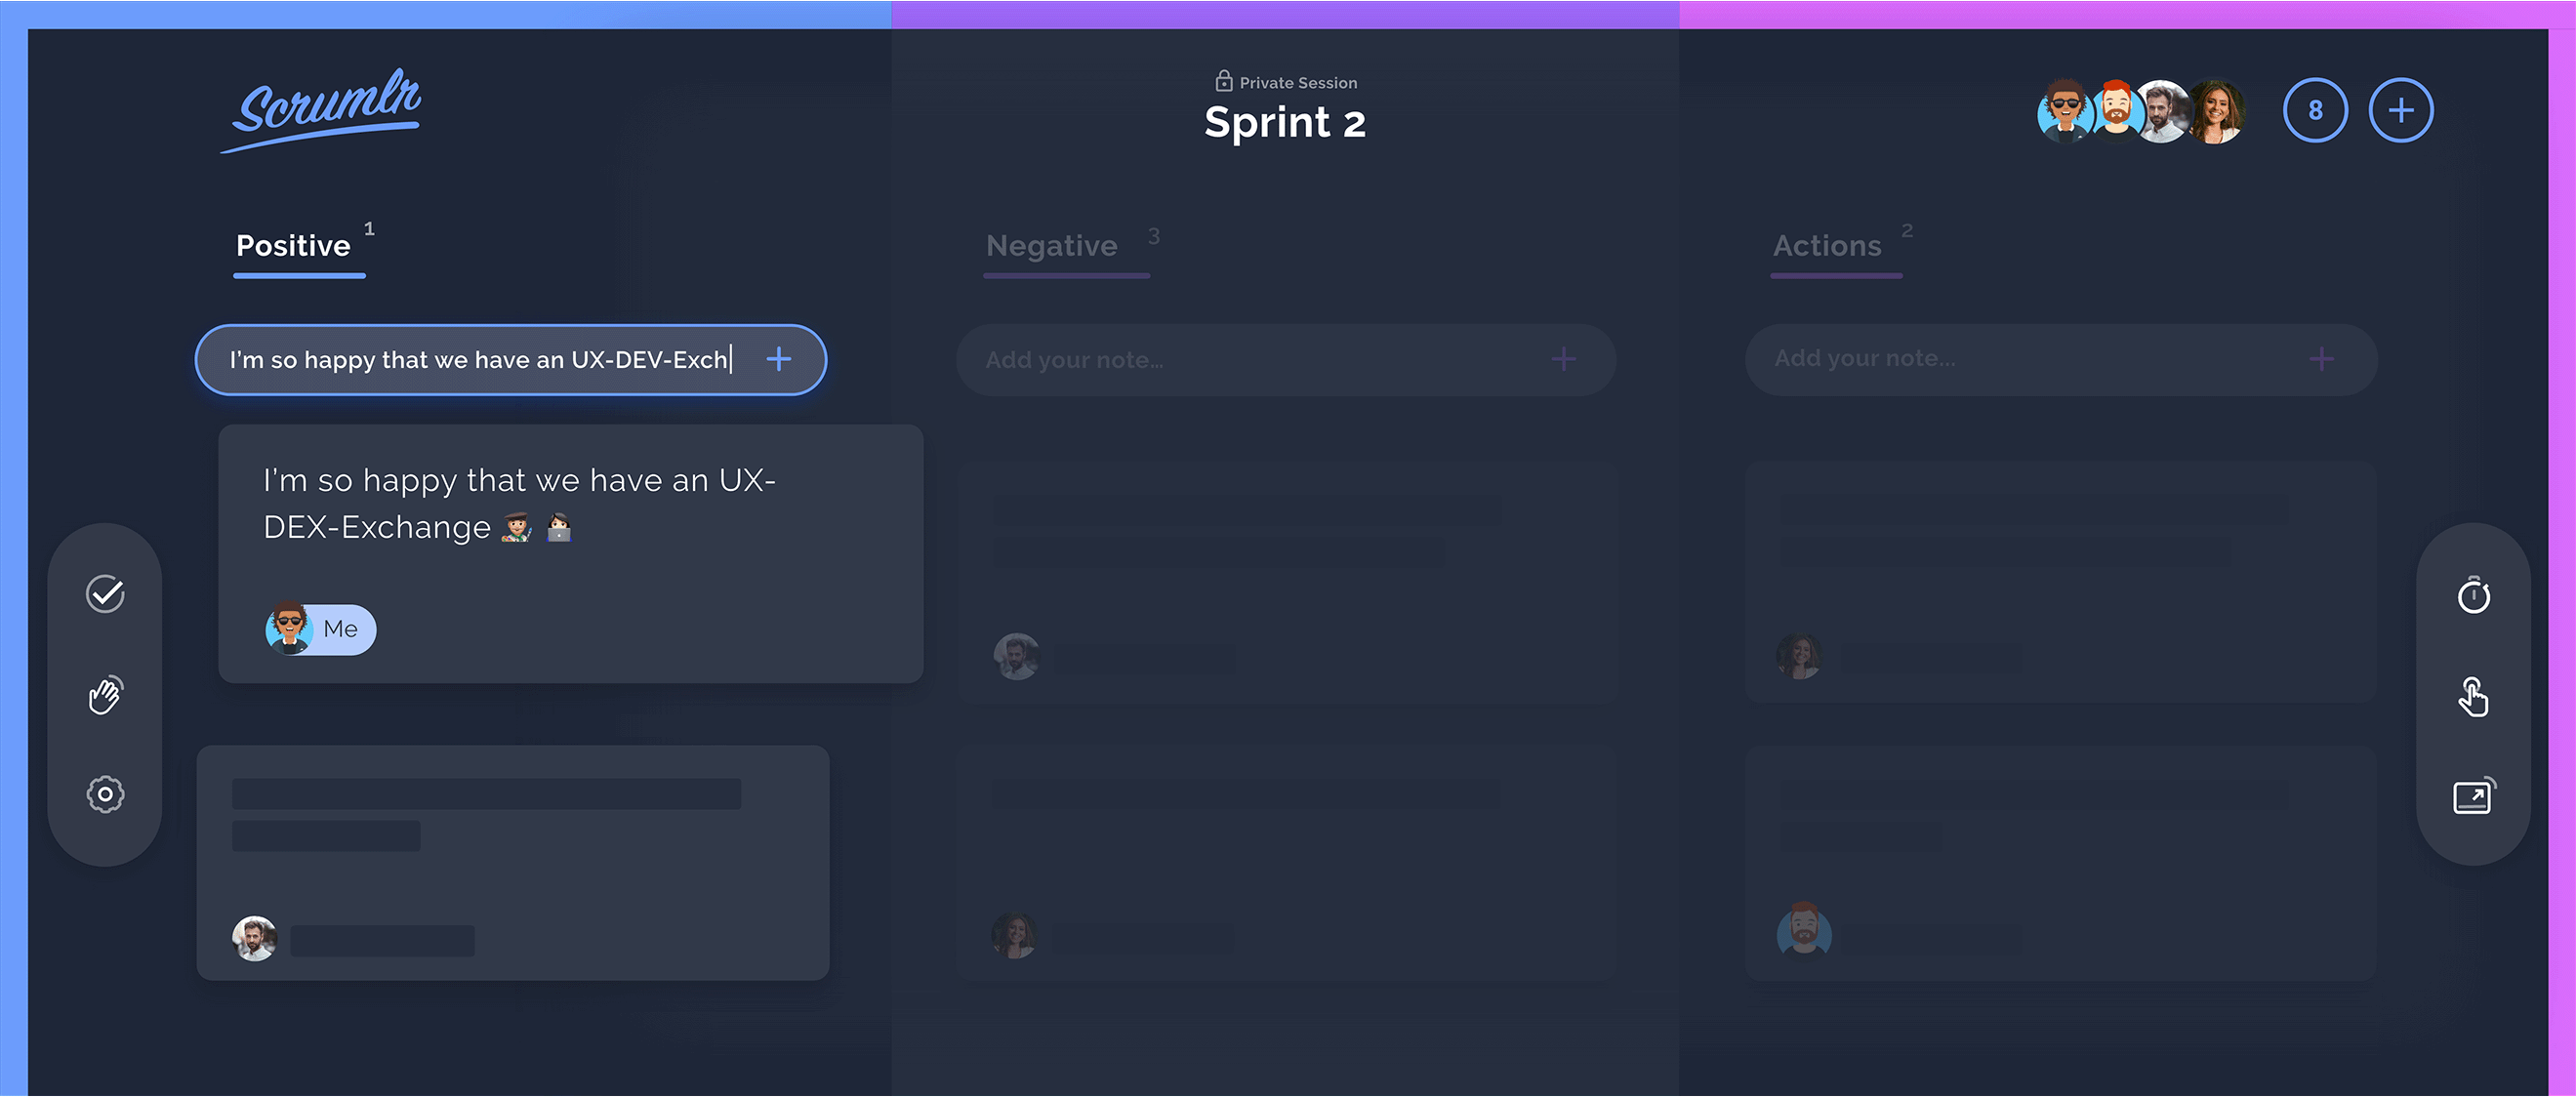 Scrumlr
Private Session
Sprint 2
8
Positive 1
Negative 3
Actions 2
I'm so happy that we have an UX-DEV-Exch
Add your note...
Add your note...
I'm so happy that we have an UX-
DEX-Exchange
Me